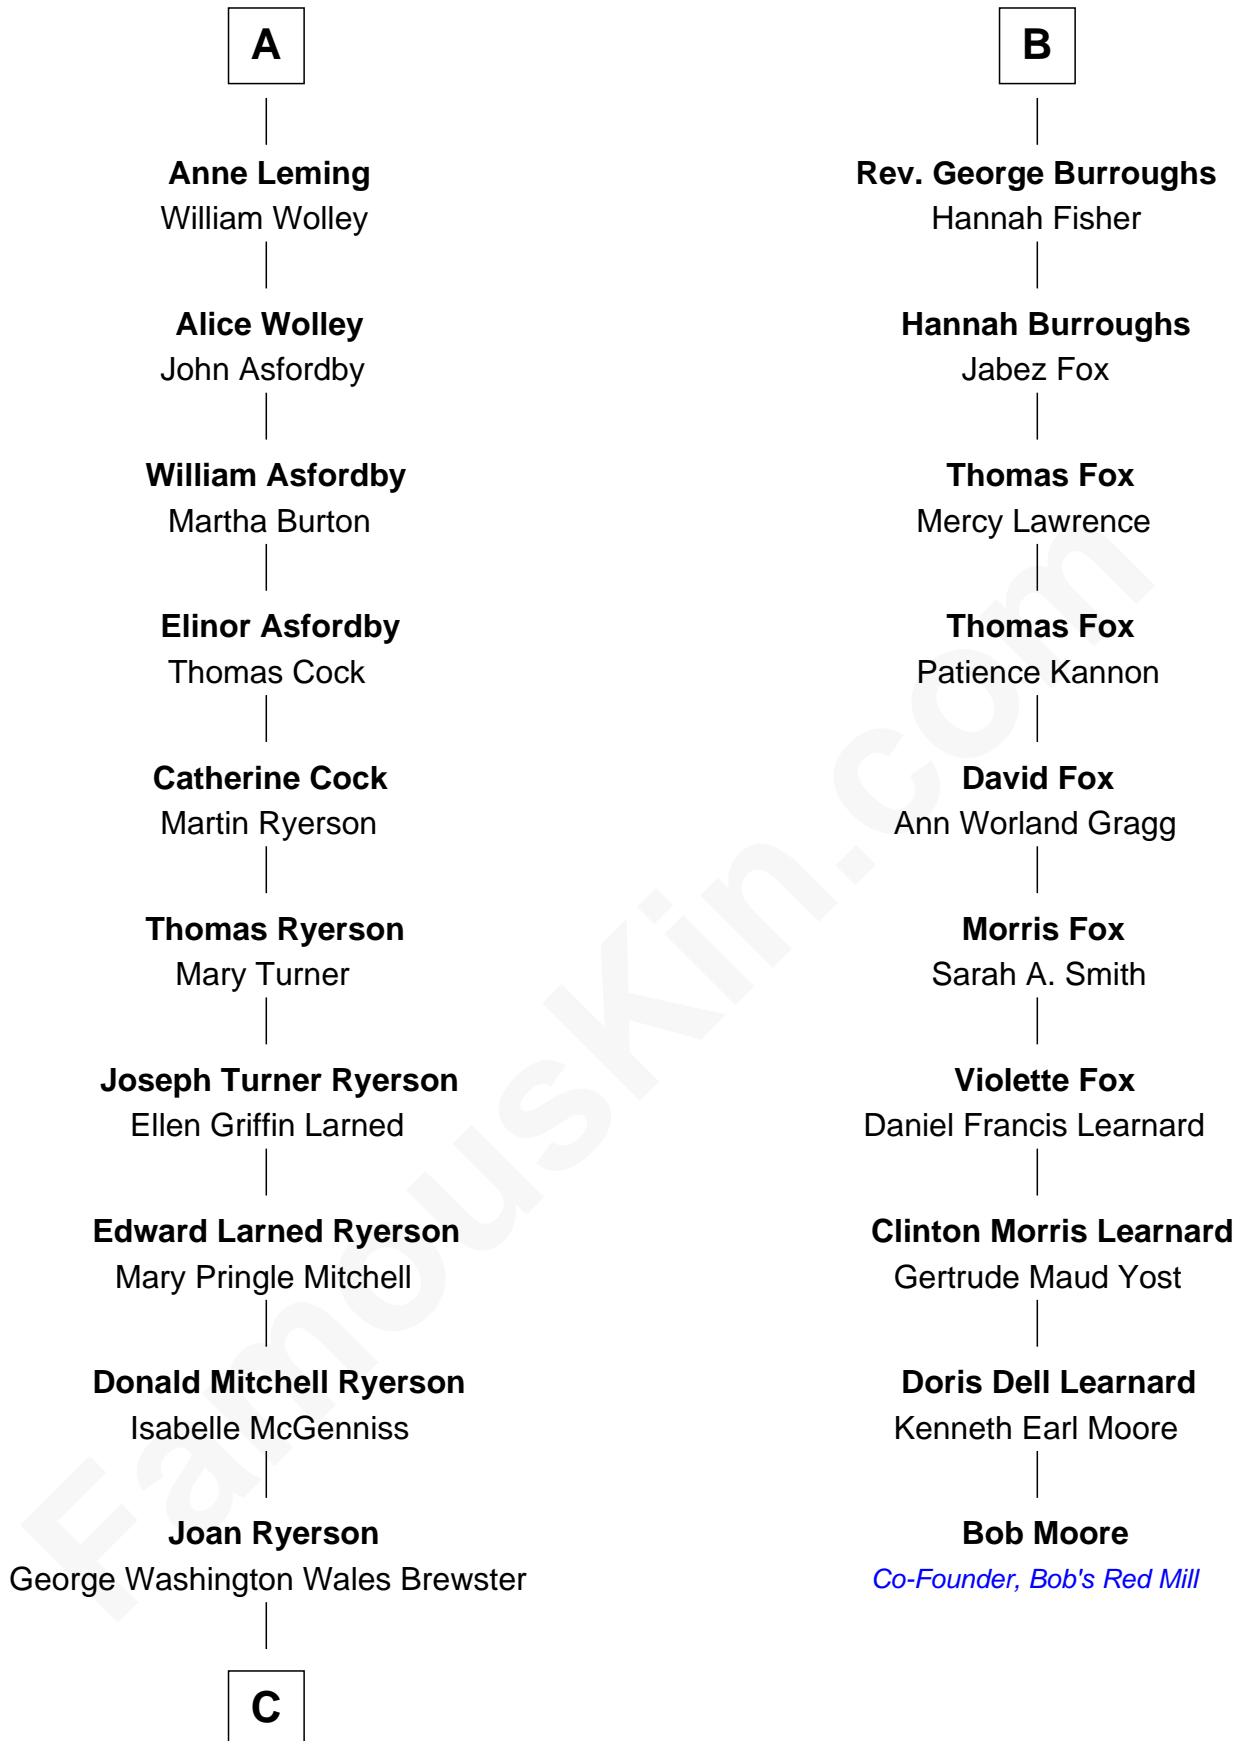 A
Anne Leming
William Wolley
Alice Wolley
John Asfordby
William Asfordby
Martha Burton
Elinor Asfordby
Thomas Cock
Catherine Cock
Martin Ryerson
Thomas Ryerson
Mary Turner
Joseph Turner Ryerson
Ellen Griffin Larned
Edward Larned Ryerson
Mary Pringle Mitchell
Donald Mitchell Ryerson
Isabelle McGenniss
Joan Ryerson
George Washington Wales Brewster
C
B
Rev. George Burroughs
Hannah Fisher
Hannah Burroughs
Jabez Fox
Thomas Fox
Mercy Lawrence
Thomas Fox
Patience Kannon
David Fox
Ann Worland Gragg
Morris Fox
Sarah A. Smith
Violette Fox
Daniel Francis Learnard
Clinton Morris Learnard
Gertrude Maud Yost
Doris Dell Learnard
Kenneth Earl Moore
Bob Moore
Co-Founder, Bob's Red Mill
FamousKin.com